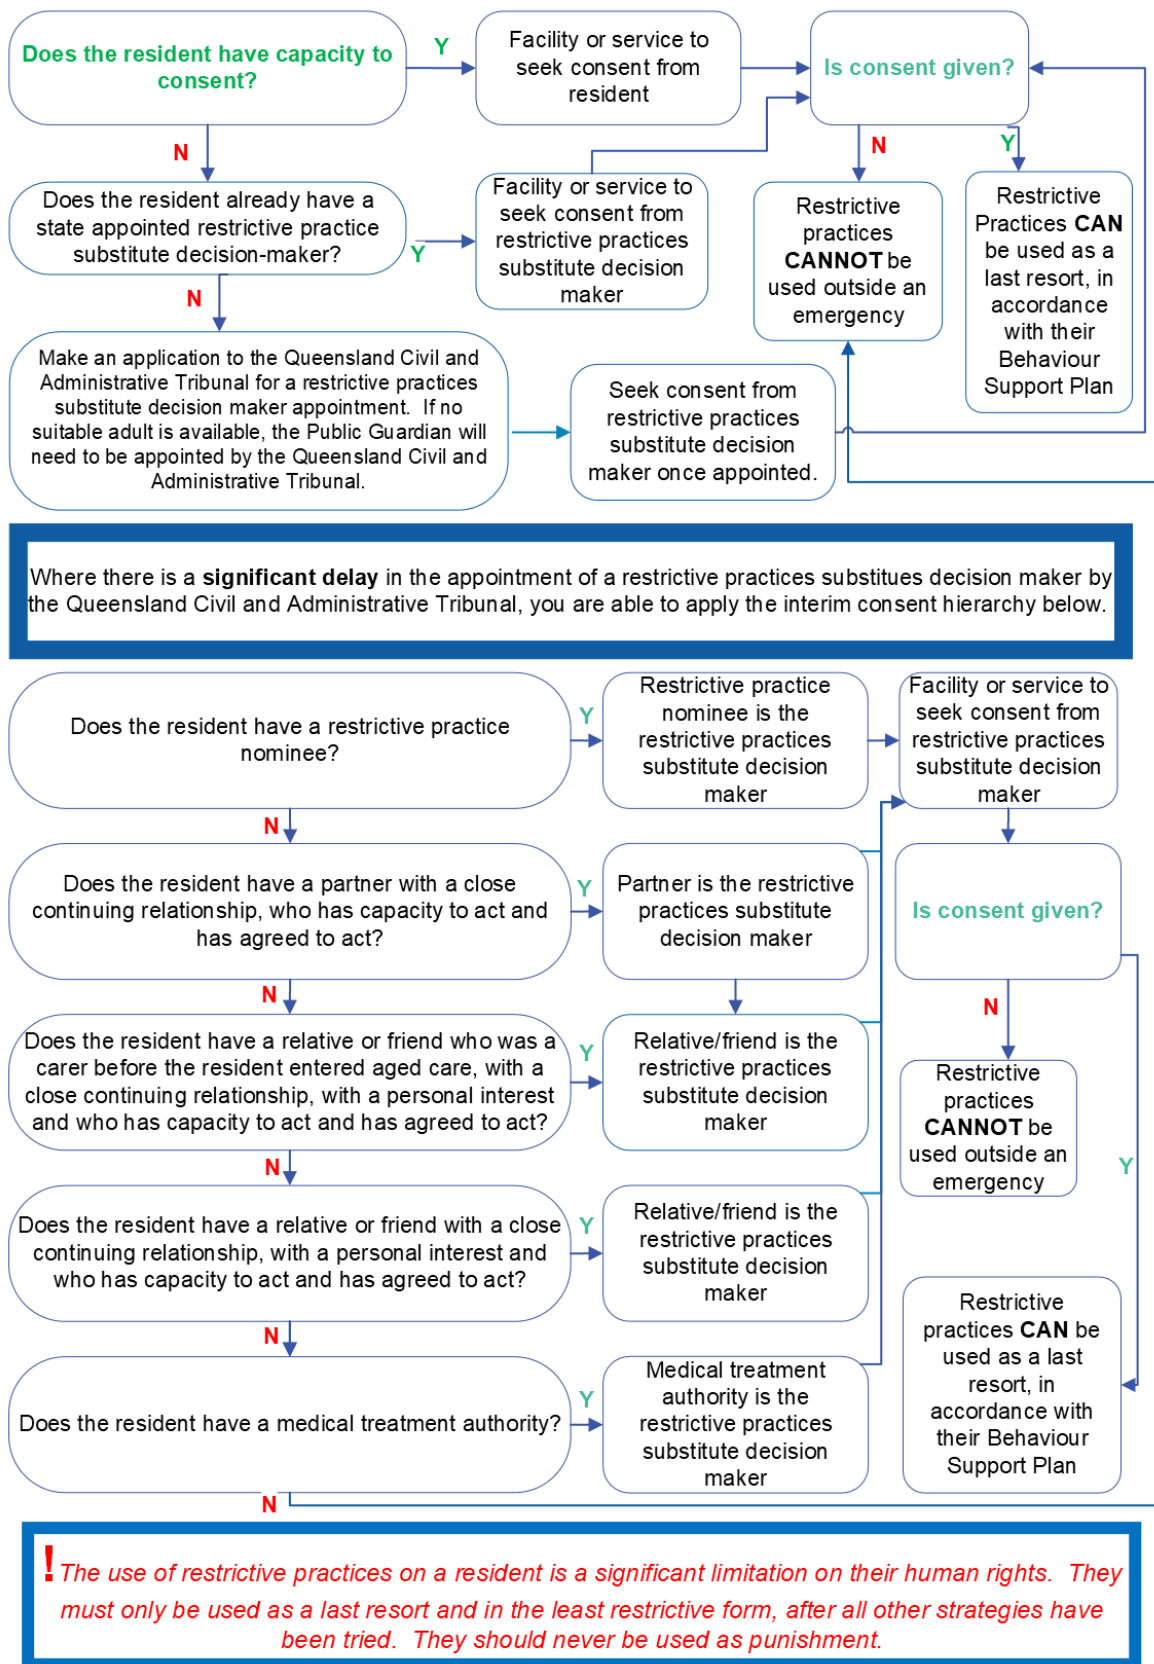 Does the resident have capacity to
consent?
Y
Facility or service to
seek consent from
resident
Is consent given?
N
N
Y
Does the resident already have a
state appointed restrictive practice
substitute decision-maker?
Y
Facility or service to
seek consent from
restrictive practices
substitute decision
maker
Restrictive
practices
CANNOT be
used outside an
emergency
Restrictive
Practices CAN
be used as a
last resort, in
accordance
with their
Behaviour
Support Plan
N
Make an application to the Queensland Civil and
Administrative Tribunal for a restrictive practices
substitute decision maker appointment.  If no
suitable adult is available, the Public Guardian will
need to be appointed by the Queensland Civil and
Administrative Tribunal.
Seek consent from
restrictive practices
substitute decision
maker once appointed.
Where there is a significant delay in the appointment of a restrictive practices substitues decision maker by
the Queensland Civil and Administrative Tribunal, you are able to apply the interim consent hierarchy below.
Does the resident have a restrictive practice
nominee?
Y
Restrictive practice
nominee is the
restrictive practices
substitute decision
maker
Facility or service to
seek consent from
restrictive practices
substitute decision
maker
N
Does the resident have a partner with a close
continuing relationship, who has capacity to act and
has agreed to act?
Y
Partner is the restrictive
practices substitute
decision maker
Is consent given?
N
N
Does the resident have a relative or friend who was a
carer before the resident entered aged care, with a
close continuing relationship, with a personal interest
and who has capacity to act and has agreed to act?
Y
Relative/friend is the
restrictive practices
substitute decision
maker
Restrictive
practices
CANNOT be
used outside an
emergency
Y
N
Does the resident have a relative or friend with a close
continuing relationship, with a personal interest and
who has capacity to act and has agreed to act?
Y
Relative/friend is the
restrictive practices
substitute decision
maker
Restrictive
practices CAN be
used as a last
resort, in
accordance with
their Behaviour
Support Plan
N
Does the resident have a medical treatment authority?
Y
Medical treatment
authority is the
restrictive practices
substitute decision
maker
N
! The use of restrictive practices on a resident is a significant limitation on their human rights.  They
must only be used as a last resort and in the least restrictive form, after all other strategies have
been tried.  They should never be used as punishment.